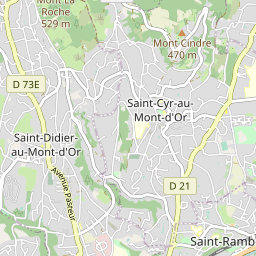 Mont La
Roche
529 m
Mont Cindre
470 m
D 73E
Saint-Cyr-au-
Mont-d'Or
Saint-Didier-
au-Mont-d'Or
Avenue Pasteur
D 21
Saint-Ramb